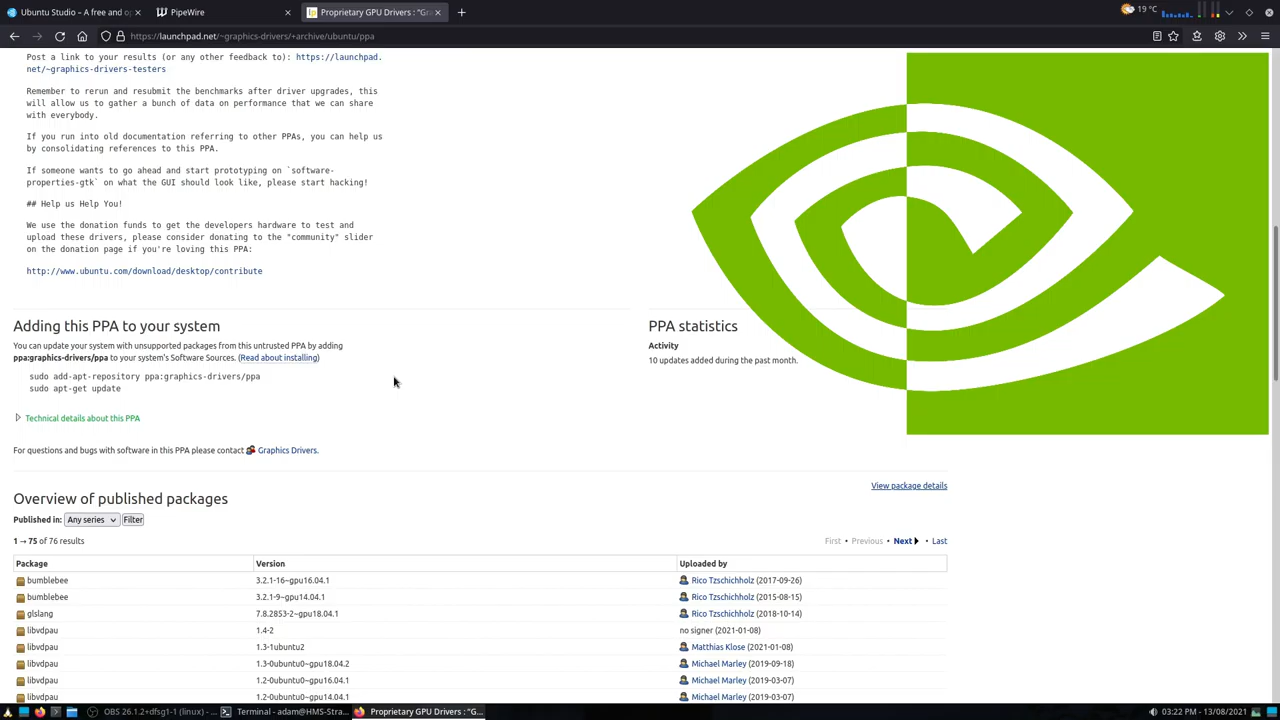 Ubuntu Studio – A free and op
PipeWire
Proprietary GPU Drivers : “Gr
19 °C
https://launchpad.net/~graphics-drivers/+archive/ubuntu/ppa
Post a link to your results (or any other feedback to): https://launchpad.
net/~graphics-drivers-testers
Remember to rerun and resubmit the benchmarks after driver upgrades, this
will allow us to gather a bunch of data on performance that we can share
with everybody.
If you run into old documentation referring to other PPAs, you can help us
by consolidating references to this PPA.
If someone wants to go ahead and start prototyping on `software-
properties-gtk` on what the GUI should look like, please start hacking!
## Help us Help You!
We use the donation funds to get the developers hardware to test and
upload these drivers, please consider donating to the "community" slider
on the donation page if you're loving this PPA:
http://www.ubuntu.com/download/desktop/contribute
Adding this PPA to your system
You can update your system with unsupported packages from this untrusted PPA by adding
ppa:graphics-drivers/ppa to your system's Software Sources. (Read about installing)
sudo add-apt-repository ppa:graphics-drivers/ppa
sudo apt-get update
Technical details about this PPA
For questions and bugs with software in this PPA please contact Graphics Drivers.
PPA statistics
Activity
10 updates added during the past month.
View package details
Overview of published packages
Published in: Any series Filter
1 → 75 of 76 results
First • Previous • Next • Last
Package Version Uploaded by
bumblebee 3.2.1-16~gpu16.04.1 Rico Tzschichholz (2017-09-26)
bumblebee 3.2.1-9~gpu14.04.1 Rico Tzschichholz (2015-08-15)
glslang 7.8.2853-2~gpu18.04.1 Rico Tzschichholz (2018-10-14)
libvdpau 1.4-2 no signer (2021-01-08)
libvdpau 1.3-1ubuntu2 Matthias Klose (2021-01-08)
libvdpau 1.3-0ubuntu0~gpu18.04.2 Michael Marley (2019-09-18)
libvdpau 1.2-0ubuntu0~gpu16.04.1 Michael Marley (2019-03-07)
libvdpau 1.2-0ubuntu0~gpu14.04.1 Michael Marley (2019-03-07)
OBS 26.1.2+dfsg1-1 (linux) - ...
Terminal - adam@HMS-Stra...
Proprietary GPU Drivers : “G...
03:22 PM - 13/08/2021